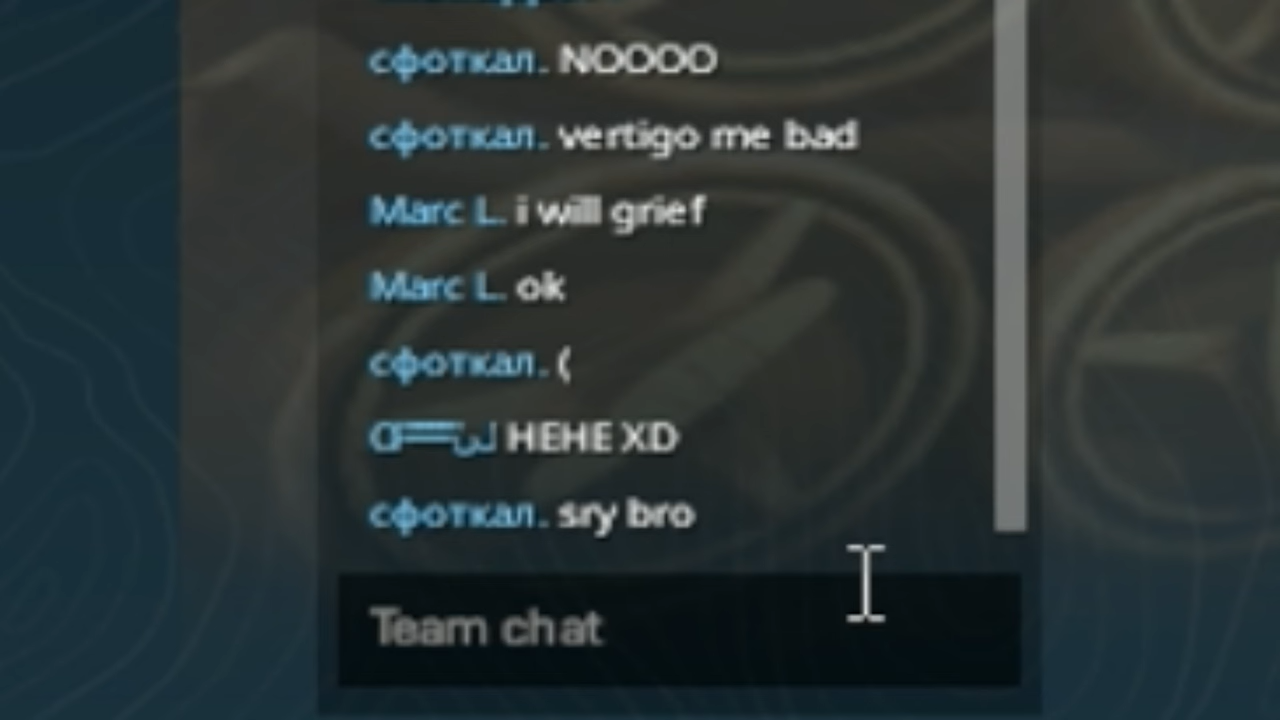 сфоткал. NOOOO
сфоткал. vertigo me bad
Marc L. i will grief
Marc L. ok
сфоткал. (
HEHE XD
сфоткал. sry bro
Team chat